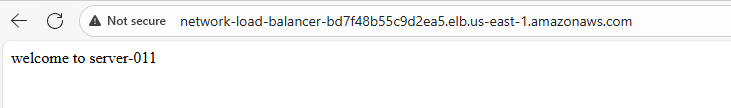 Not secure network-load-balancer-bd7f48b55c9d2ea5.elb.us-east-1.amazonaws.com
welcome to server-011